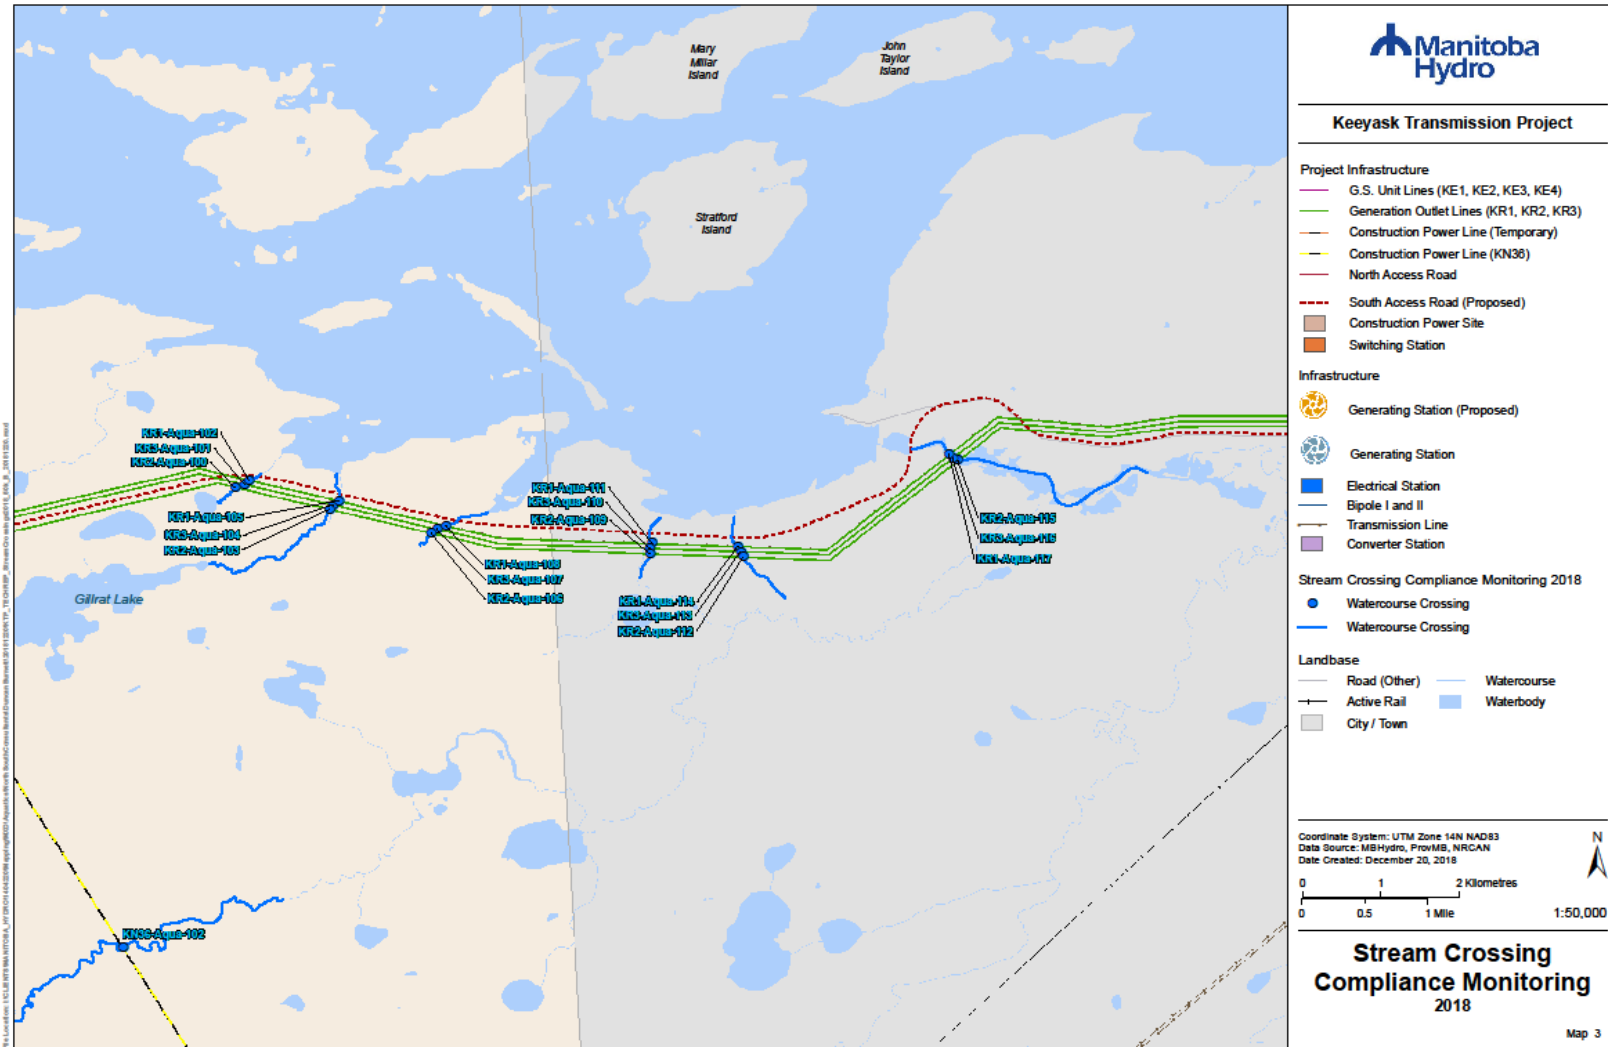 Mary
Millar
Island
John
Taylor
Island
Stratford
Island
KR1-Aqua-102
KR3-Aqua-101
KR2-Aqua-100
KR1-Aqua-105
KR3-Aqua-104
KR2-Aqua-103
Gillrat Lake
KR1-Aqua-108
KR3-Aqua-107
KR2-Aqua-106
KR1-Aqua-111
KR3-Aqua-110
KR2-Aqua-109
KR1-Aqua-114
KR3-Aqua-113
KR2-Aqua-112
KR2-Aqua-115
KR3-Aqua-116
KR1-Aqua-117
KN36-Aqua-102
Manitoba
Hydro
Keeyask Transmission Project
Project Infrastructure
G.S. Unit Lines (KE1, KE2, KE3, KE4)
Generation Outlet Lines (KR1, KR2, KR3)
Construction Power Line (Temporary)
Construction Power Line (KN36)
North Access Road
South Access Road (Proposed)
Construction Power Site
Switching Station
Infrastructure
Generating Station (Proposed)
Generating Station
Electrical Station
Bipole I and II
Transmission Line
Converter Station
Stream Crossing Compliance Monitoring 2018
Watercourse Crossing
Watercourse Crossing
Landbase
Road (Other) Watercourse
Active Rail Waterbody
City / Town
Coordinate System: UTM Zone 14N NAD83
Data Source: MBHydro, ProvMB, NRCAN
Date Created: December 20, 2018
N
0 1 2 Kilometres
0 0.5 1 Mile
1:50,000
Stream Crossing
Compliance Monitoring
2018
Map 3